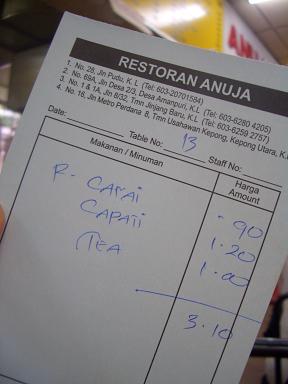 RESTORAN ANUJA
1. No. 28, Jln Pudu, K. L (Tel: 603-20701594)
2. No. 69A, Jln Desa 2/3, Desa Amanpuri, K.L (Tel: 603-6280 4205)
3. No. 1 & 1A, Jln 8/32, Tmn Jinjang Baru, K.L (Tel: 603-6259 2757)
4. No. 16, Jln Metro Perdana 8, Tmn Usahawan Kepong, Kepong Utara, K.L
Date: Table No: 13 Staff No:
Makanan / Minuman Harga Amount
R. CANAI .90
CAPATI 1.20
TEA 1.00
3.10